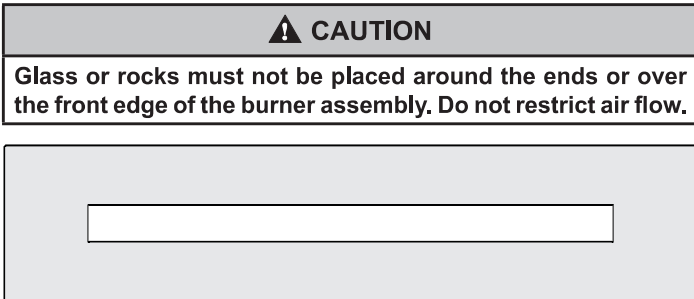 CAUTION
Glass or rocks must not be placed around the ends or over
the front edge of the burner assembly. Do not restrict air flow.